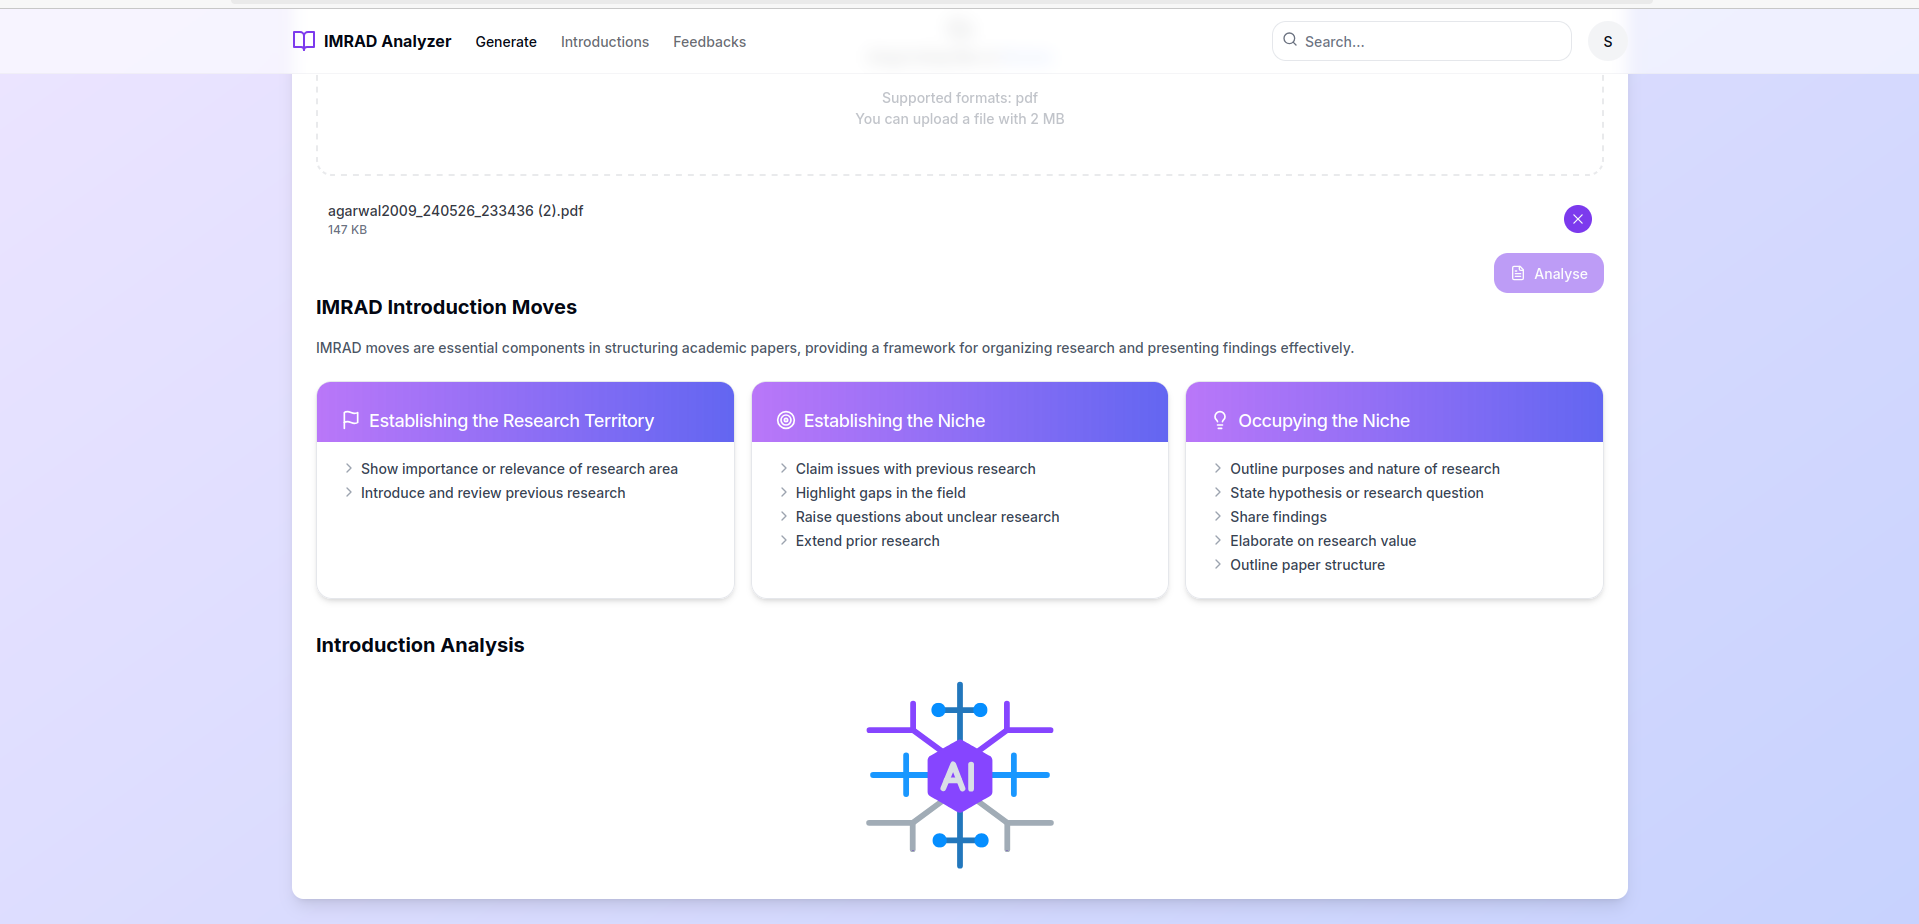 IMRAD Analyzer
Generate
Introductions
Feedbacks
Search...
S
Supported formats: pdf
You can upload a file with 2 MB
agarwal2009_240526_233436 (2).pdf
147 KB
Analyse
IMRAD Introduction Moves
IMRAD moves are essential components in structuring academic papers, providing a framework for organizing research and presenting findings effectively.
Establishing the Research Territory
Show importance or relevance of research area
Introduce and review previous research
Establishing the Niche
Claim issues with previous research
Highlight gaps in the field
Raise questions about unclear research
Extend prior research
Occupying the Niche
Outline purposes and nature of research
State hypothesis or research question
Share findings
Elaborate on research value
Outline paper structure
Introduction Analysis
AI